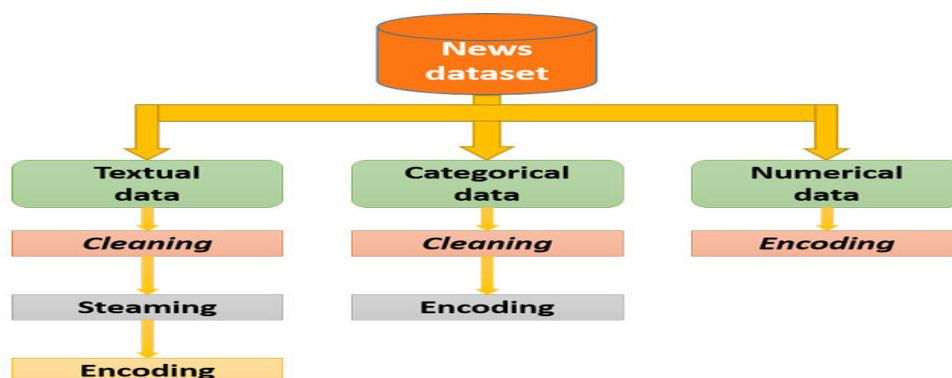 News
dataset
Textual
data
Categorical
data
Numerical
data
Cleaning
Cleaning
Encoding
Steaming
Encoding
Encoding